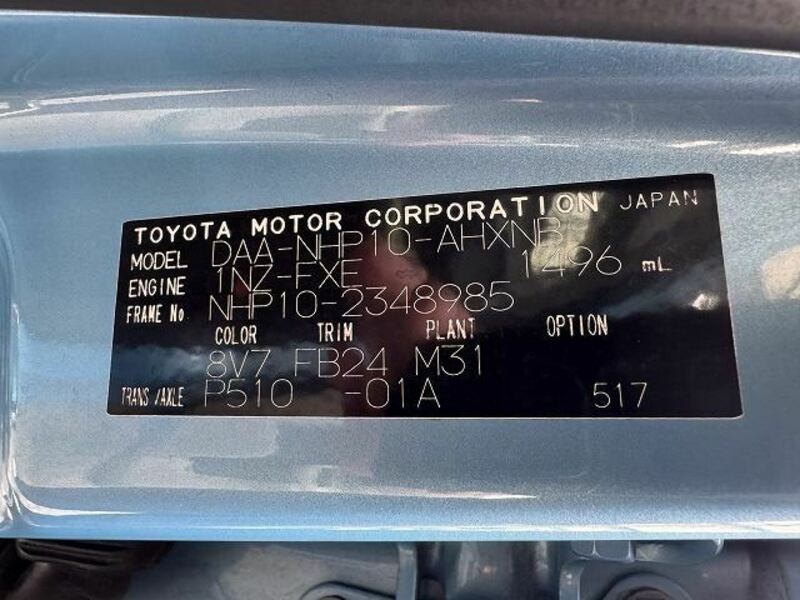 TOYOTA MOTOR CORPORATION JAPAN
MODEL DAA-NHP10-AHXNB
ENGINE 1NZ-FXE 1496 mL
FRAME No. NHP10-2348985
COLOR TRIM PLANT OPTION
8V7 FB24 M31
TRANS./AXLE P510 -01A 517